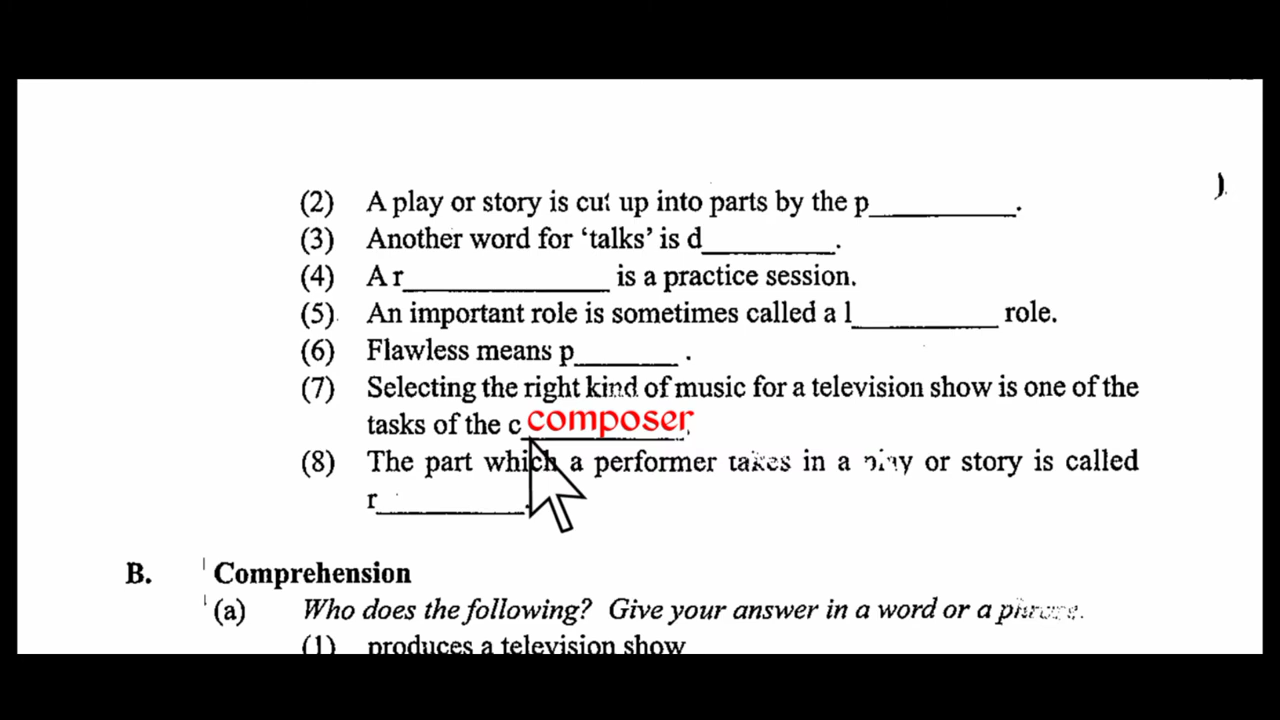 (2) A play or story is cut up into parts by the p__________.
(3) Another word for ‘talks’ is d_________.
(4) A r______________ is a practice session.
(5) An important role is sometimes called a l__________ role.
(6) Flawless means p_______ .
(7) Selecting the right kind of music for a television show is one of the
tasks of the c composer
(8) The part which a performer takes in a play or story is called
r__________.
B. Comprehension
(a) Who does the following? Give your answer in a word or a phrase.
(1) produces a television show